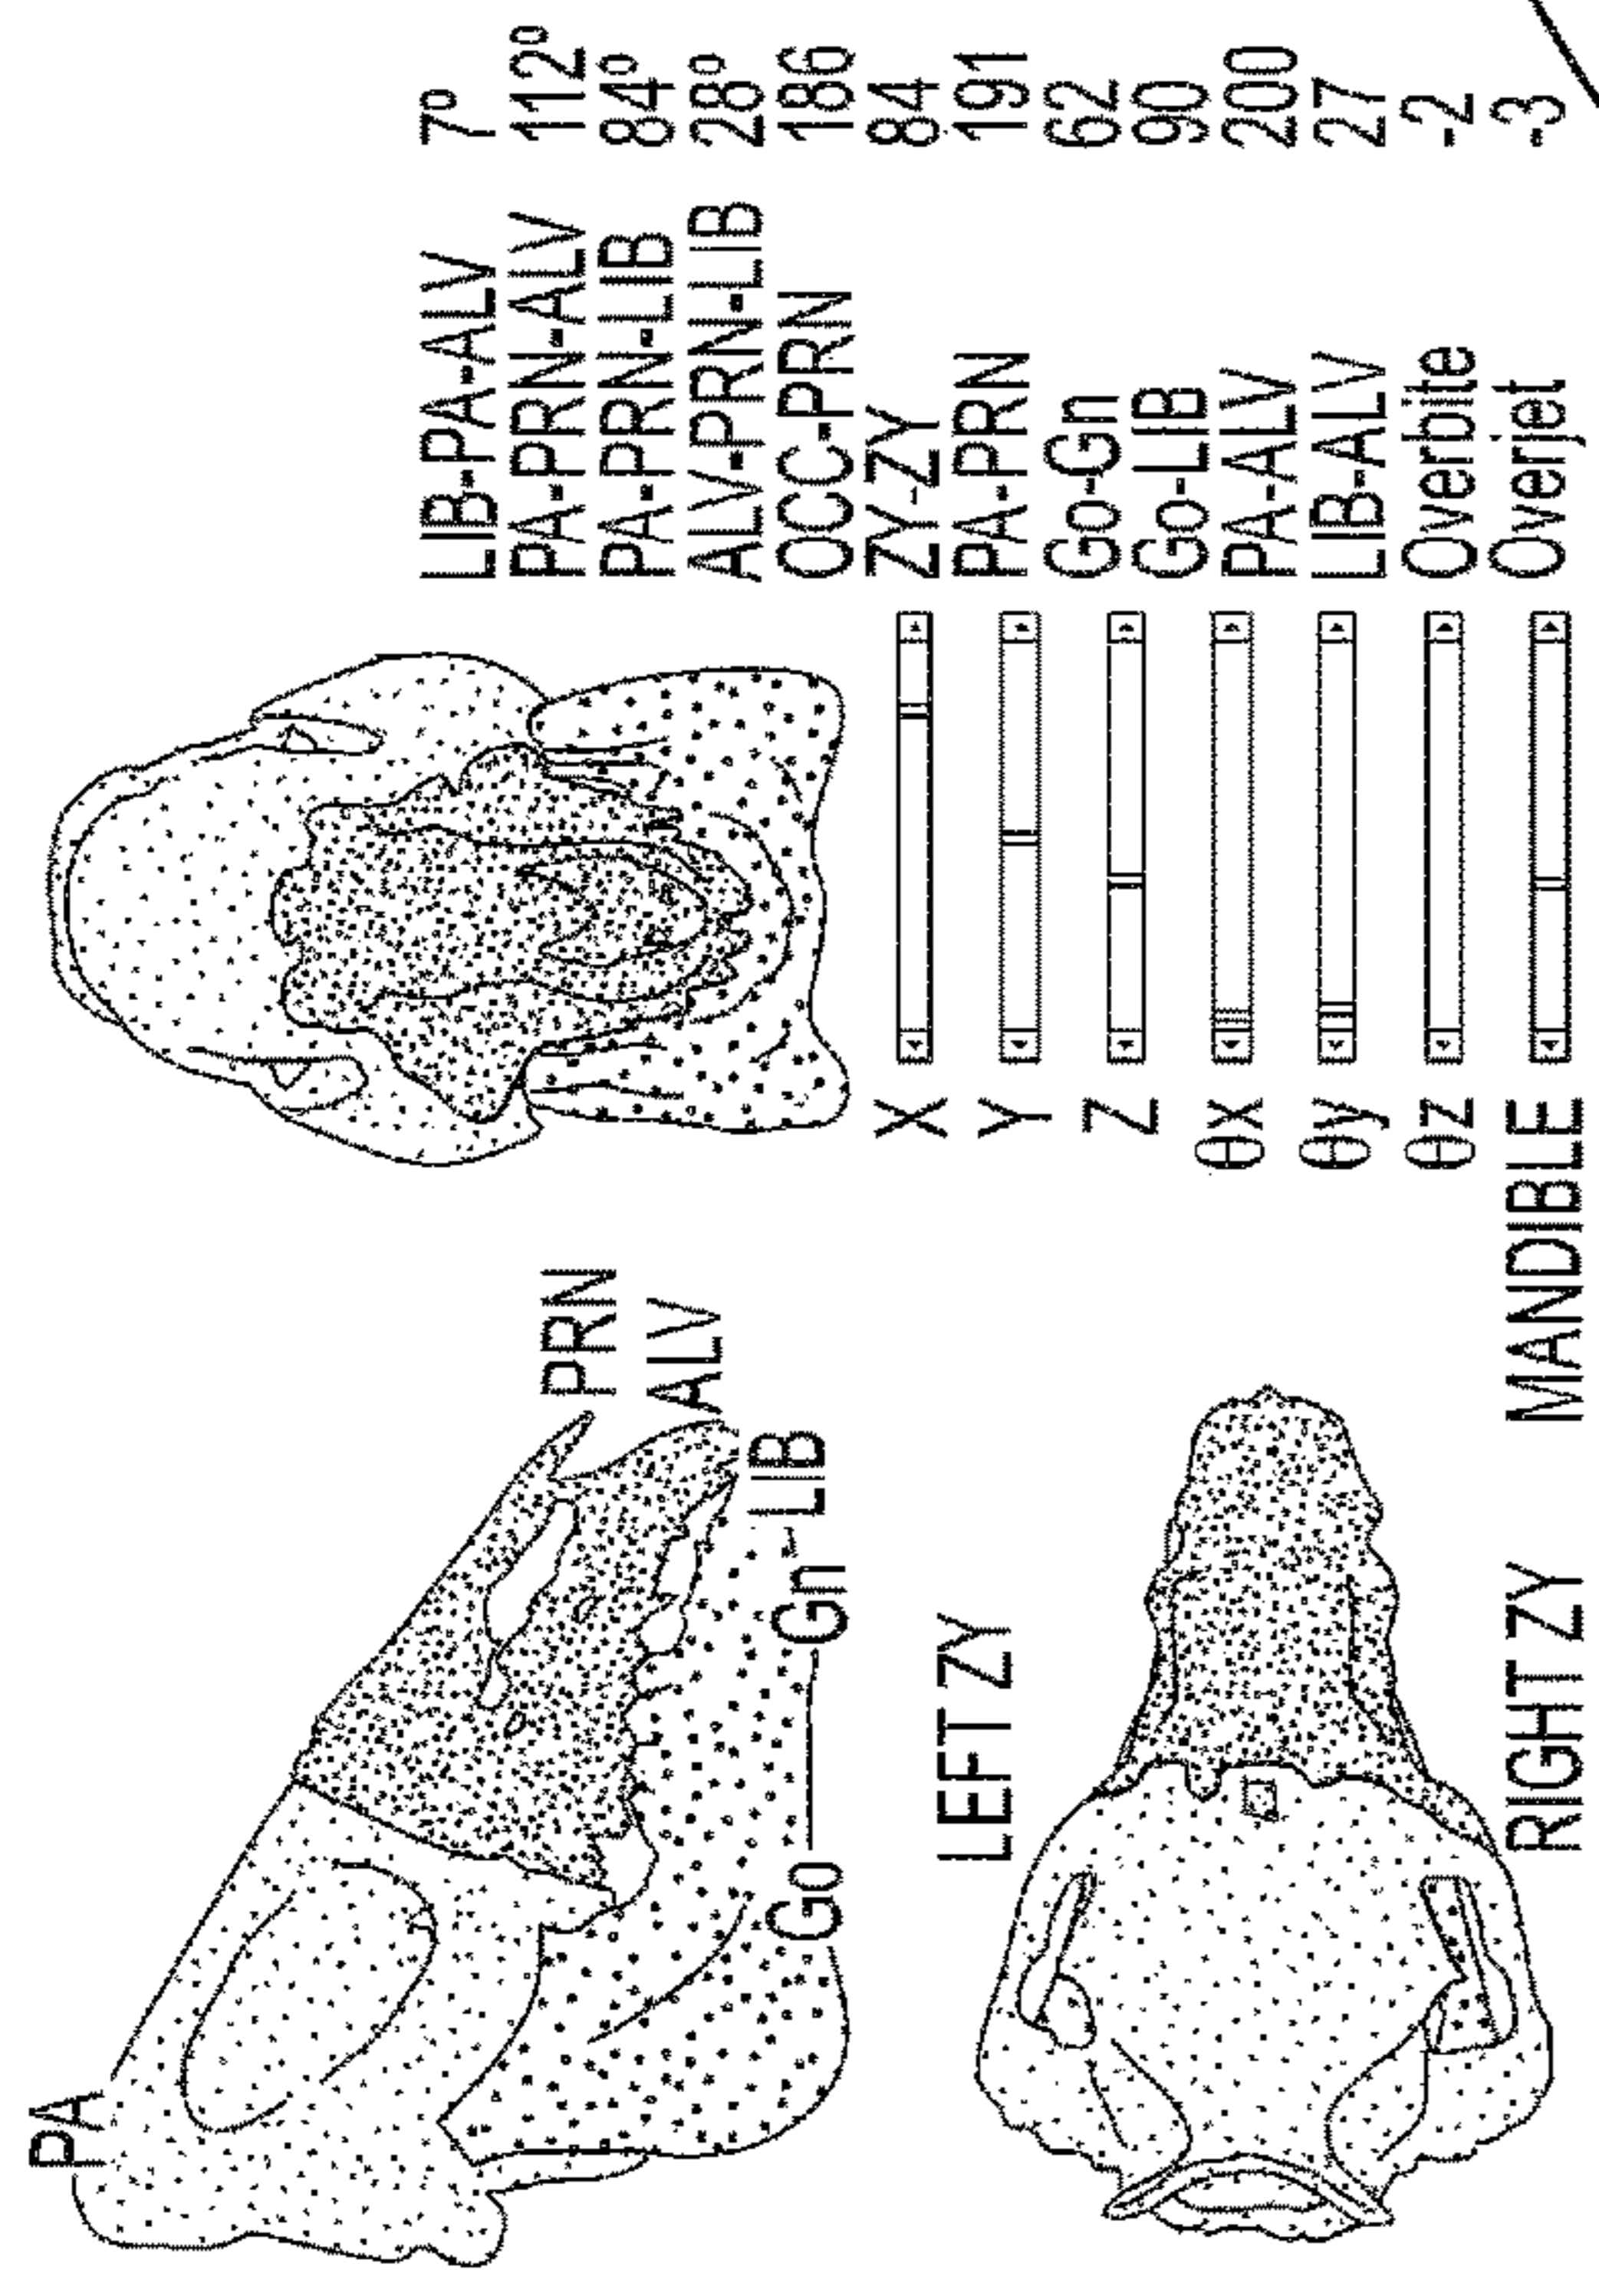 PA
PRN
ALV
LIB
Gn
Go
LEFT ZY
RIGHT ZY
LIB-PA-ALV 7°
PA-PRN-ALV 112°
PA-PRN-LIB 84°
ALV-PRN-LIB 28°
OCC-PRN 186
ZY-ZY 84
PA-PRN 191
Go-Gn 62
Go-LIB 90
PA-ALV 200
LIB-ALV 27
Overbite -2
Overjet -3
X
Y
Z
θx
θy
θz
MANDIBLE